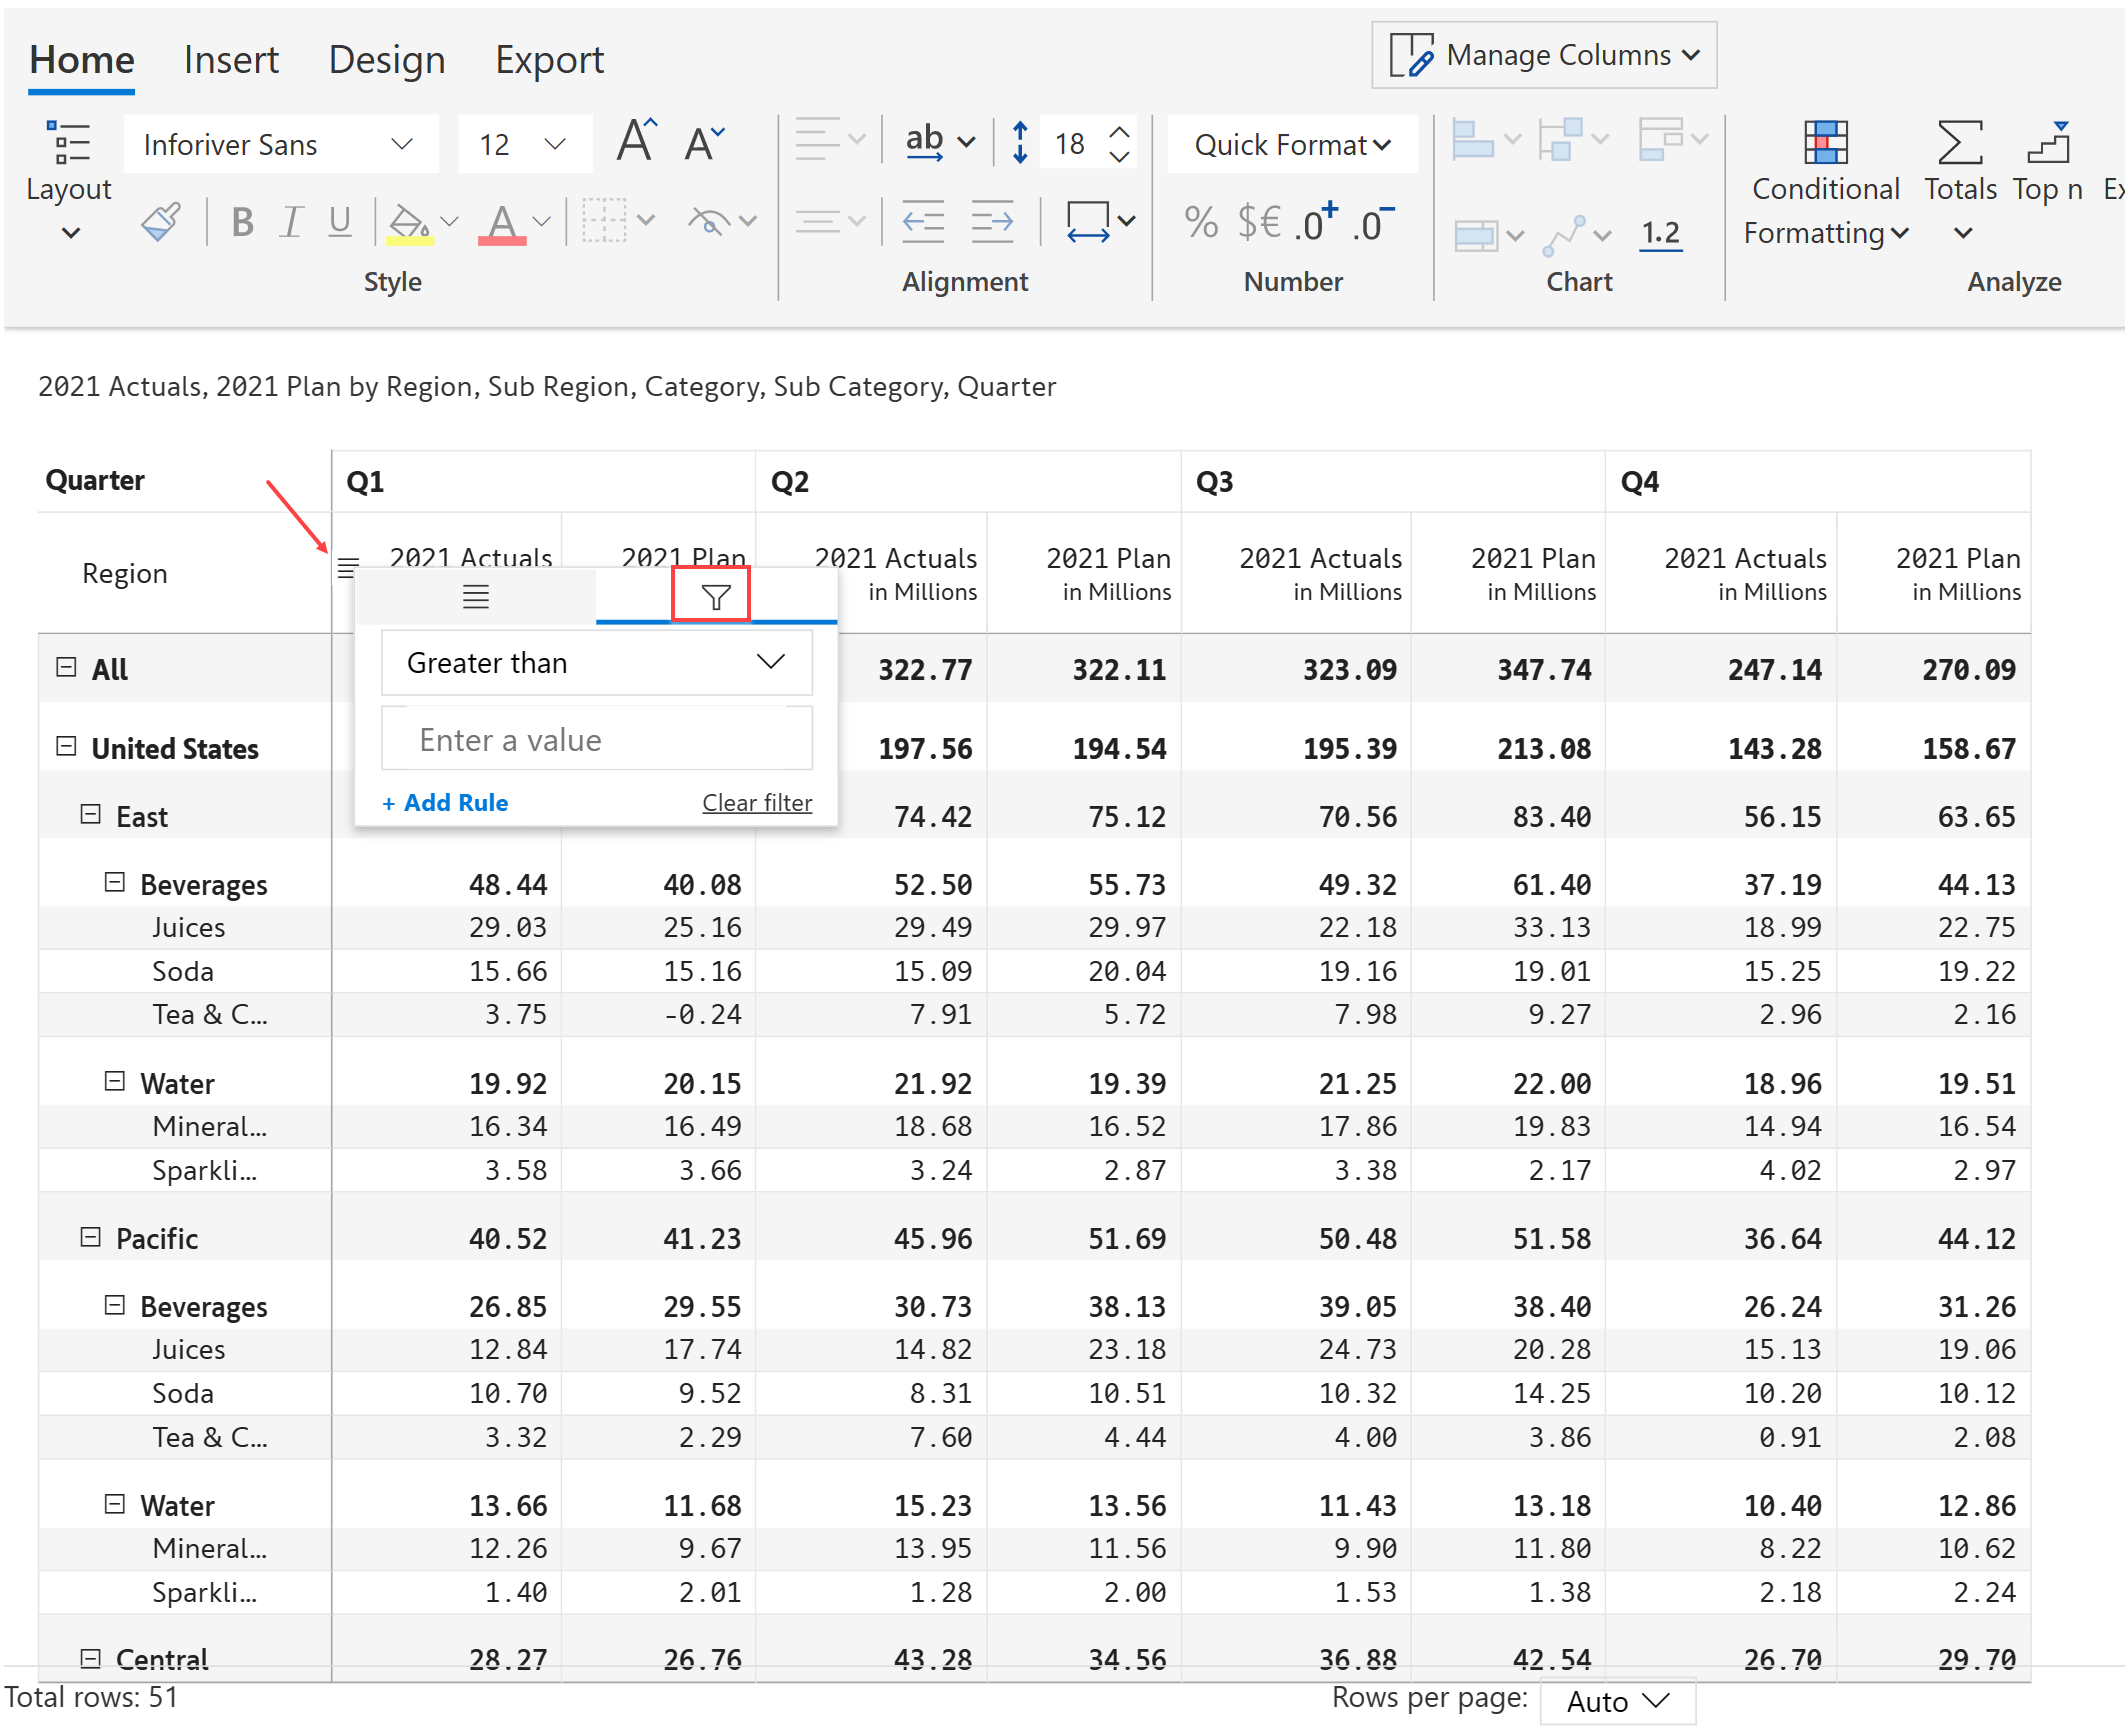 Home Insert Design Export Manage Columns
Inforiver Sans 12 A A ab 18 Quick Format
Layout Conditional Totals Top n Ex
B I U A % $€ .0+ .0- 1.2 Formatting
Style Alignment Number Chart Analyze
2021 Actuals, 2021 Plan by Region, Sub Region, Category, Sub Category, Quarter
Quarter Q1 Q2 Q3 Q4
Region 2021 Actuals 2021 Plan 2021 Actuals 2021 Plan 2021 Actuals 2021 Plan 2021 Actuals 2021 Plan
in Millions in Millions in Millions in Millions in Millions in Millions
Greater than
Enter a value
+ Add Rule Clear filter
All 322.77 322.11 323.09 347.74 247.14 270.09
United States 197.56 194.54 195.39 213.08 143.28 158.67
East 74.42 75.12 70.56 83.40 56.15 63.65
Beverages 48.44 40.08 52.50 55.73 49.32 61.40 37.19 44.13
Juices 29.03 25.16 29.49 29.97 22.18 33.13 18.99 22.75
Soda 15.66 15.16 15.09 20.04 19.16 19.01 15.25 19.22
Tea & C... 3.75 -0.24 7.91 5.72 7.98 9.27 2.96 2.16
Water 19.92 20.15 21.92 19.39 21.25 22.00 18.96 19.51
Mineral... 16.34 16.49 18.68 16.52 17.86 19.83 14.94 16.54
Sparkli... 3.58 3.66 3.24 2.87 3.38 2.17 4.02 2.97
Pacific 40.52 41.23 45.96 51.69 50.48 51.58 36.64 44.12
Beverages 26.85 29.55 30.73 38.13 39.05 38.40 26.24 31.26
Juices 12.84 17.74 14.82 23.18 24.73 20.28 15.13 19.06
Soda 10.70 9.52 8.31 10.51 10.32 14.25 10.20 10.12
Tea & C... 3.32 2.29 7.60 4.44 4.00 3.86 0.91 2.08
Water 13.66 11.68 15.23 13.56 11.43 13.18 10.40 12.86
Mineral... 12.26 9.67 13.95 11.56 9.90 11.80 8.22 10.62
Sparkli... 1.40 2.01 1.28 2.00 1.53 1.38 2.18 2.24
Central 28.27 26.76 43.28 34.56 36.88 42.54 26.70 29.70
Total rows: 51 Rows per page: Auto